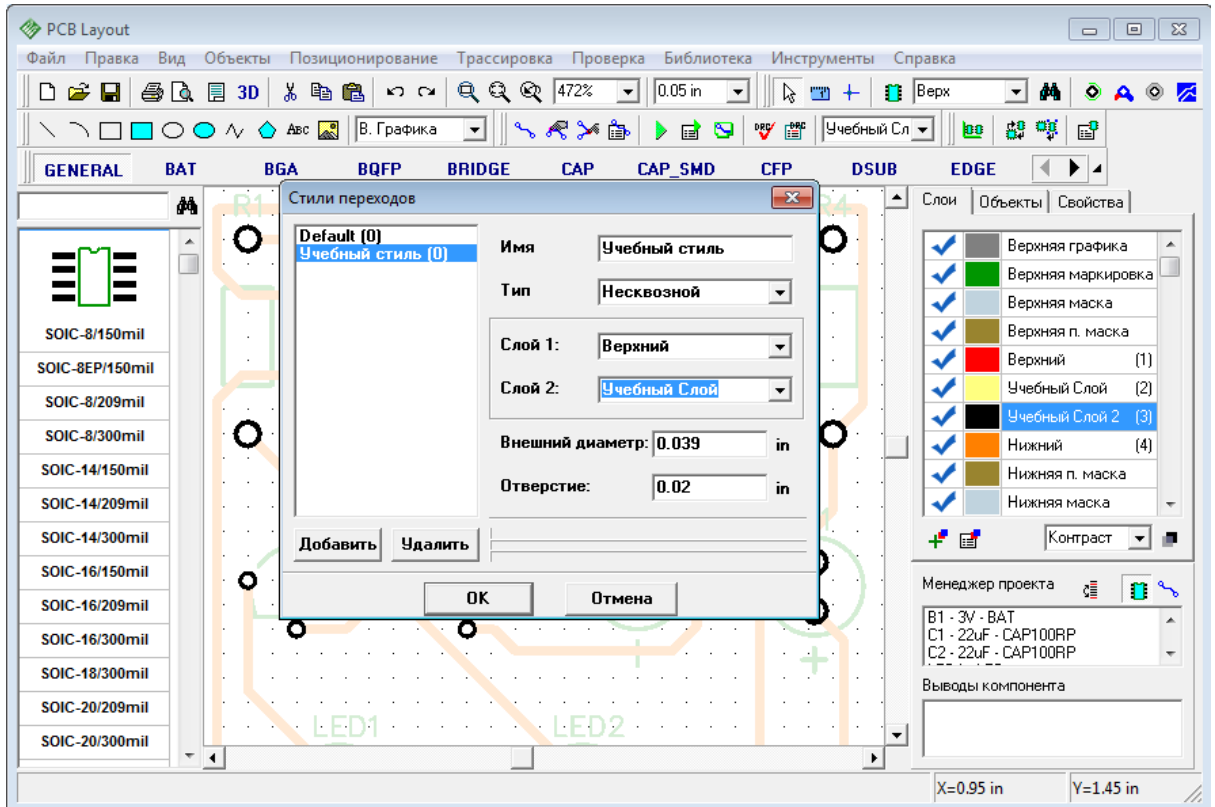 PCB Layout
Файл Правка Вид Объекты Позиционирование Трассировка Проверка Библиотека Инструменты Справка
3D 472% 0.05 in Верх
Abc В. Графика DRC Учебный Сл
GENERAL BAT BGA BQFP BRIDGE CAP CAP_SMD CFP DSUB EDGE
SOIC-8/150mil
SOIC-8EP/150mil
SOIC-8/209mil
SOIC-8/300mil
SOIC-14/150mil
SOIC-14/209mil
SOIC-14/300mil
SOIC-16/150mil
SOIC-16/209mil
SOIC-16/300mil
SOIC-18/300mil
SOIC-20/209mil
SOIC-20/300mil
R1
R4
LED1 LED2
Стили переходов
Default (0)
Учебный стиль (0)
Имя Учебный стиль
Тип Несквозной
Слой 1: Верхний
Слой 2: Учебный Слой
Внешний диаметр: 0.039 in
Отверстие: 0.02 in
Добавить Удалить
OK Отмена
Слои Объекты Свойства
Верхняя графика
Верхняя маркировка
Верхняя маска
Верхняя п. маска
Верхний (1)
Учебный Слой (2)
Учебный Слой 2 (3)
Нижний (4)
Нижняя п. маска
Нижняя маска
Контраст
Менеджер проекта
B1 - 3V - BAT
C1 - 22uF - CAP100RP
C2 - 22uF - CAP100RP
Выводы компонента
X=0.95 in Y=1.45 in